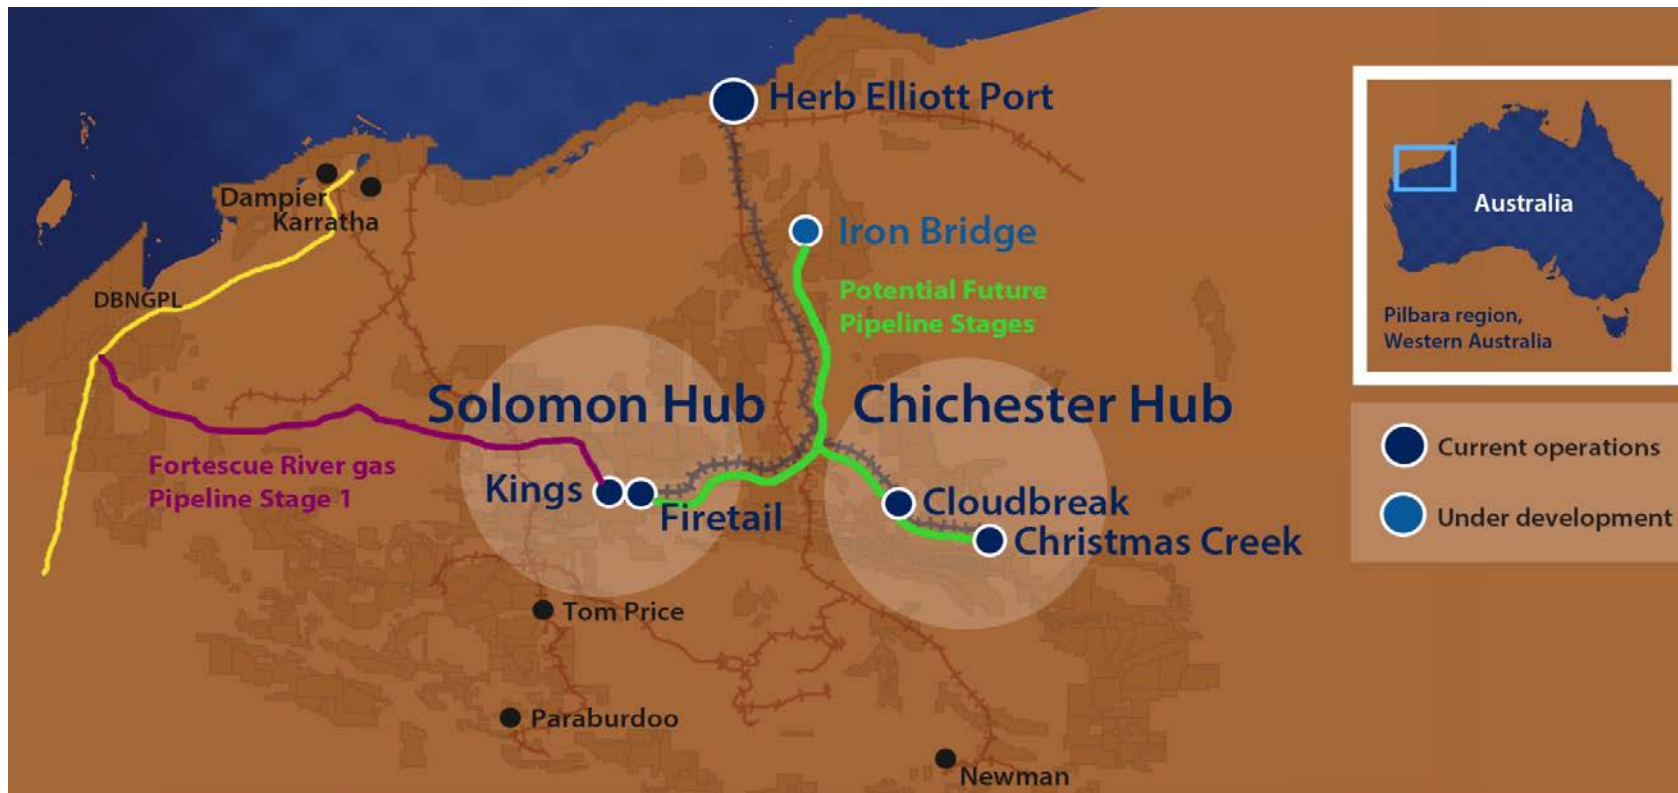 Herb Elliott Port
Dampier
Karratha
Iron Bridge
DBNGPL
Potential Future
Pipeline Stages
Solomon Hub
Chichester Hub
Fortescue River gas
Pipeline Stage 1
Kings
Firetail
Cloudbreak
Christmas Creek
Tom Price
Paraburdoo
Newman
Australia
Pilbara region,
Western Australia
Current operations
Under development